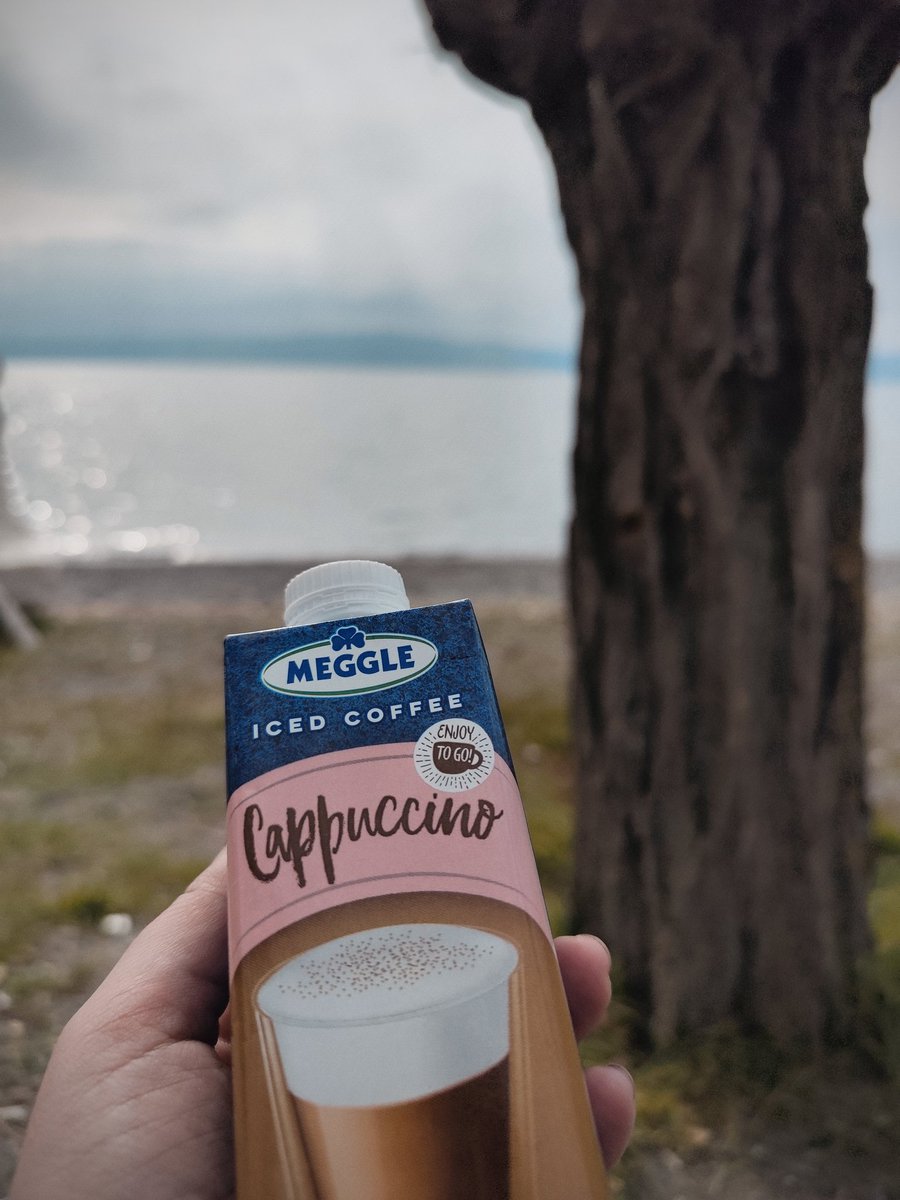 MEGGLE
ICED COFFEE
ENJOY
TO GO!
Cappuccino